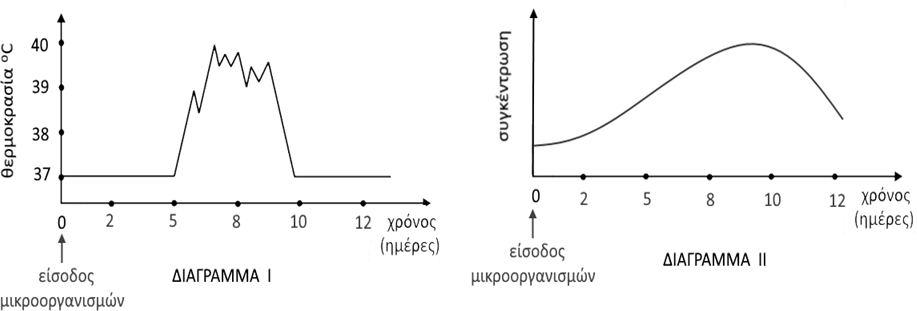 θερμοκρασία °C
40
39
38
37
0 2 5 8 10 12 χρόνος
(ημέρες)
είσοδος
μικροοργανισμών
ΔΙΑΓΡΑΜΜΑ Ι
συγκέντρωση
0 2 5 8 10 12 χρόνος
(ημέρες)
είσοδος
μικροοργανισμών
ΔΙΑΓΡΑΜΜΑ ΙΙ